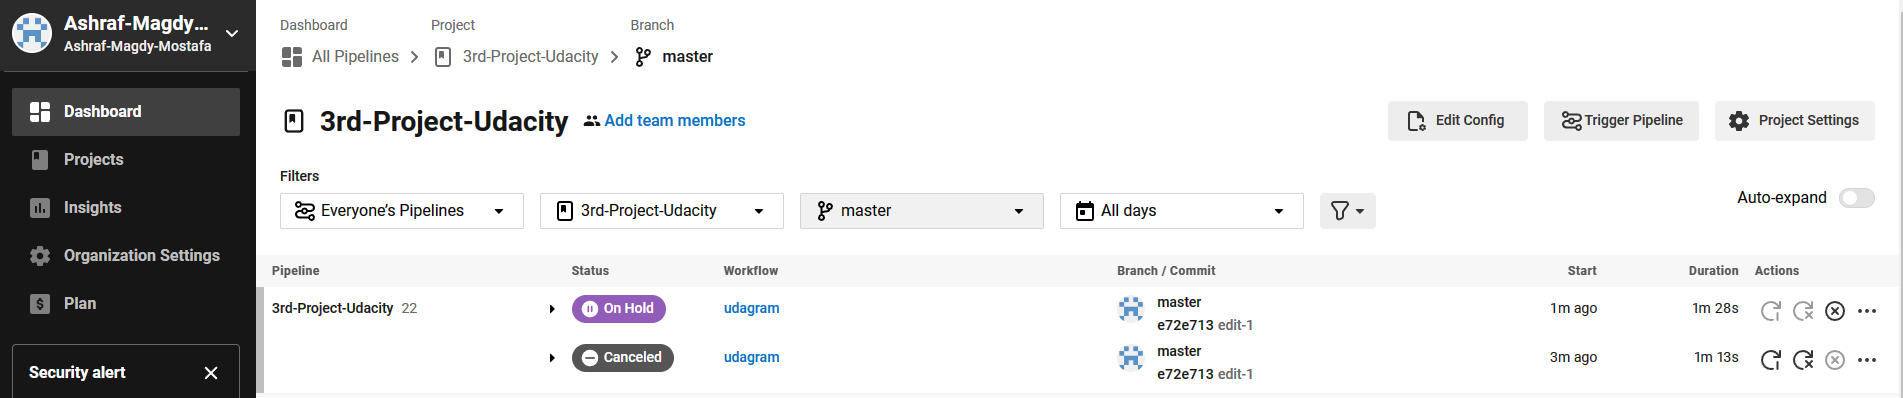 Ashraf-Magdy...
Ashraf-Magdy-Mostafa
Dashboard
Projects
Insights
Organization Settings
Plan
Security alert
Dashboard Project Branch
All Pipelines 3rd-Project-Udacity master
3rd-Project-Udacity Add team members
Edit Config Trigger Pipeline Project Settings
Filters
Everyone's Pipelines 3rd-Project-Udacity master All days
Auto-expand
Pipeline Status Workflow Branch / Commit Start Duration Actions
3rd-Project-Udacity 22 On Hold udagram master 1m ago 1m 28s
e72e713 edit-1
Canceled udagram master 3m ago 1m 13s
e72e713 edit-1